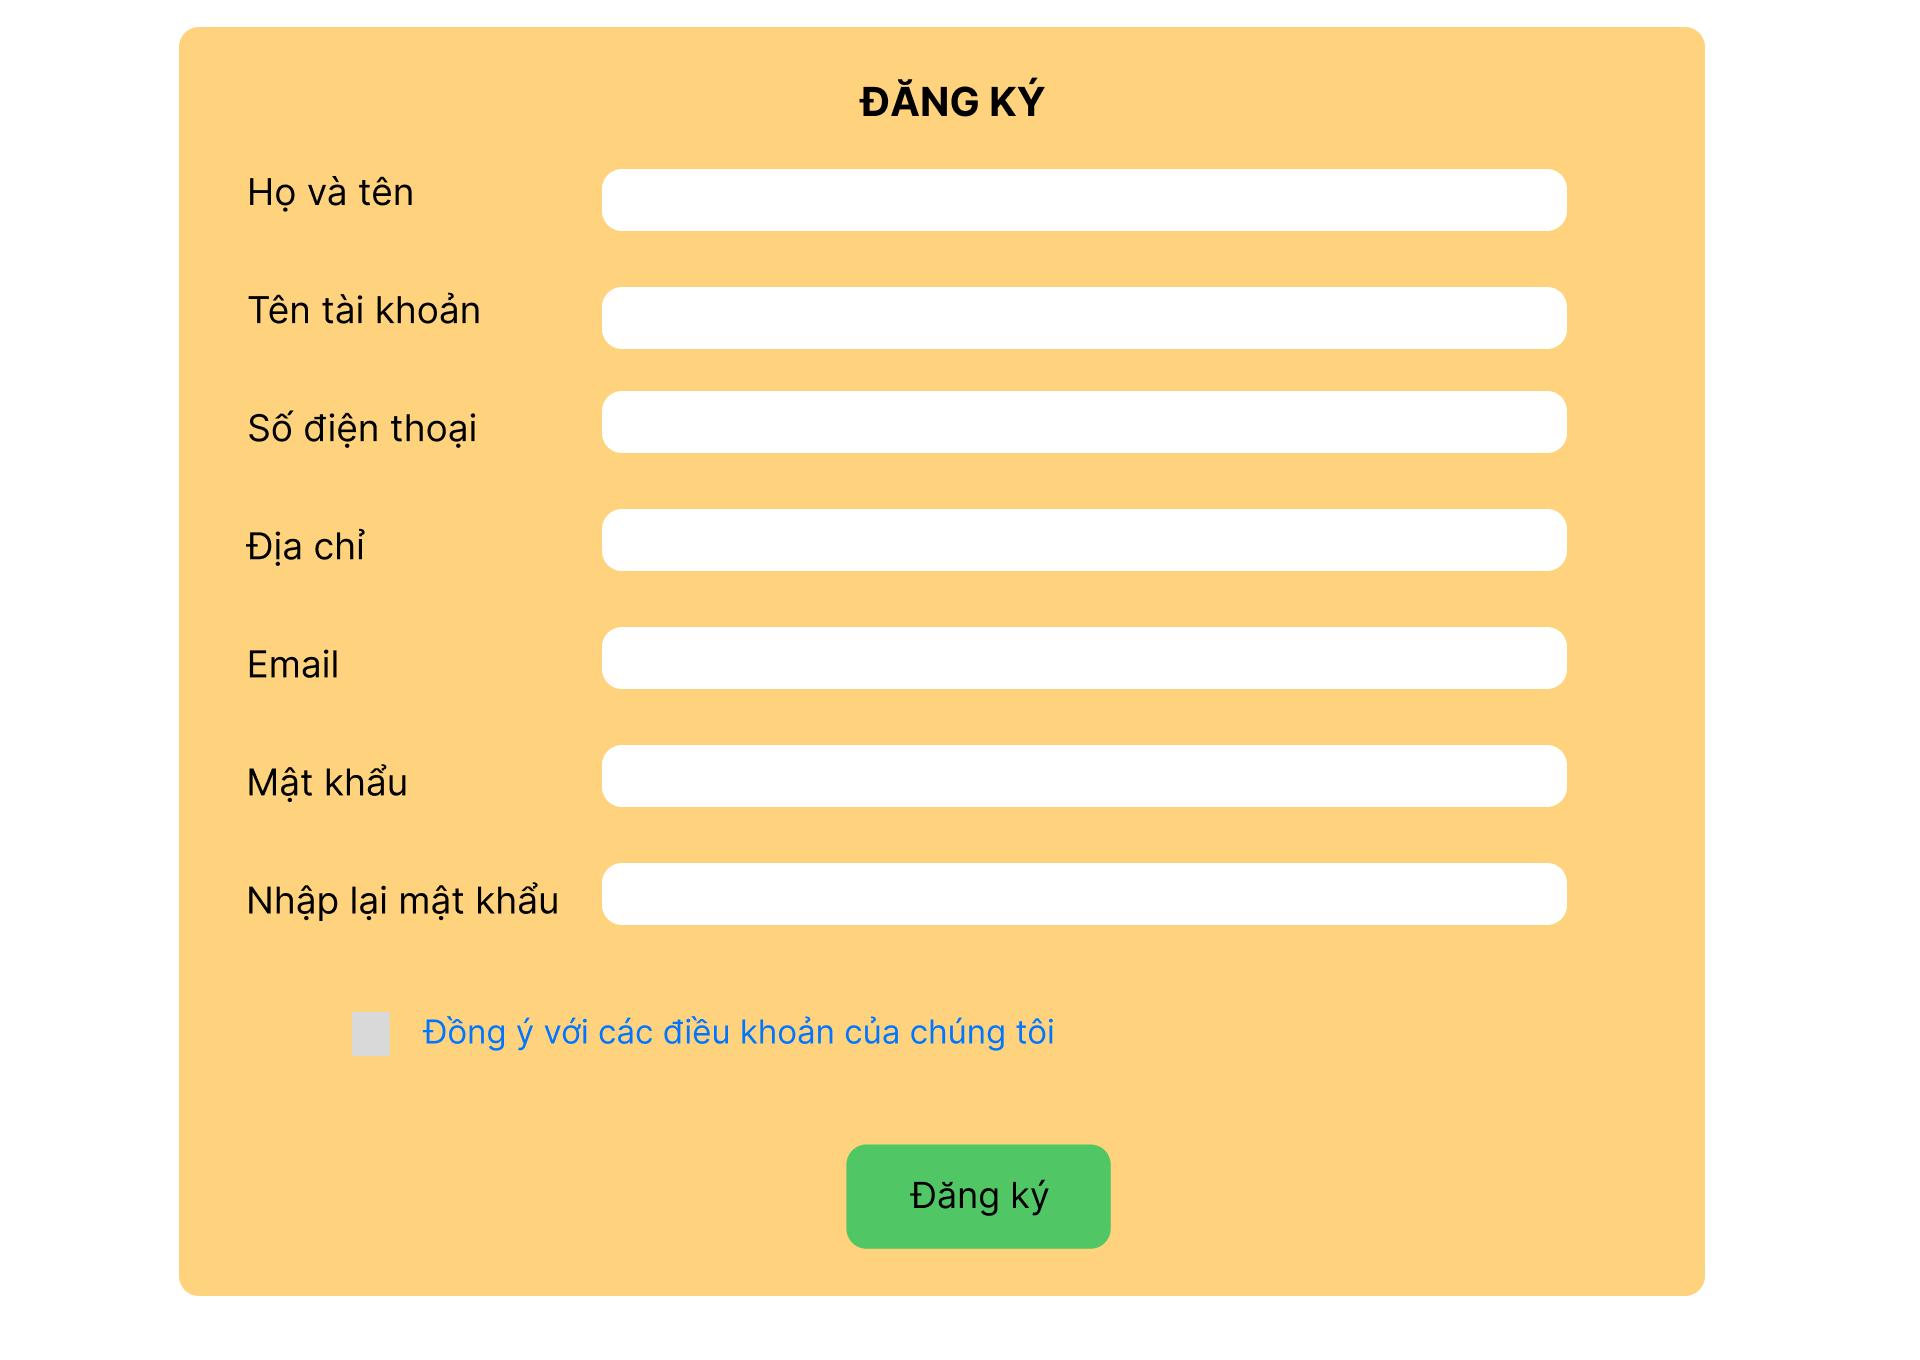 ĐĂNG KÝ
Họ và tên
Tên tài khoản
Số điện thoại
Địa chỉ
Email
Mật khẩu
Nhập lại mật khẩu
Đồng ý với các điều khoản của chúng tôi
Đăng ký